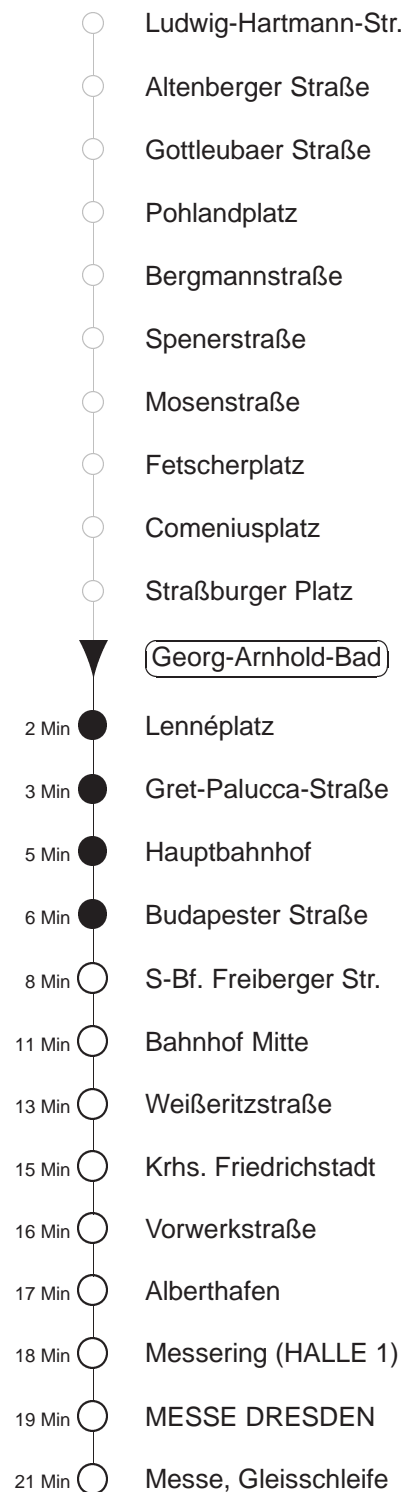 Ludwig-Hartmann-Str.
Altenberger Straße
Gottleubaer Straße
Pohlandplatz
Bergmannstraße
Spenerstraße
Mosenstraße
Fetscherplatz
Comeniusplatz
Straßburger Platz
Georg-Arnhold-Bad
2 Min Lennéplatz
3 Min Gret-Palucca-Straße
5 Min Hauptbahnhof
6 Min Budapester Straße
8 Min S-Bf. Freiberger Str.
11 Min Bahnhof Mitte
13 Min Weißeritzstraße
15 Min Krhs. Friedrichstadt
16 Min Vorwerkstraße
17 Min Alberthafen
18 Min Messering (HALLE 1)
19 Min MESSE DRESDEN
21 Min Messe, Gleisschleife